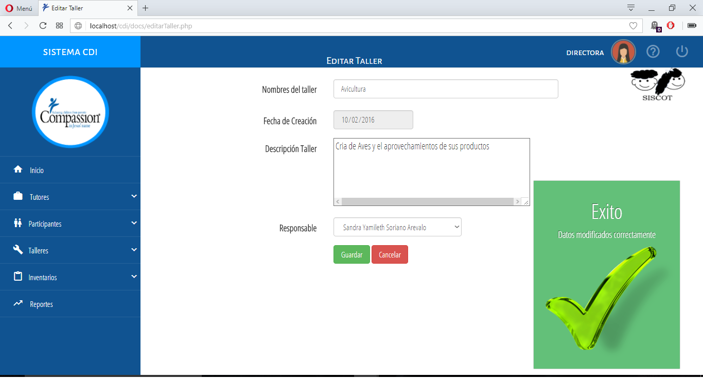 Menú
Editar Taller
localhost/cdi/docs/editarTaller.php
SISTEMA CDI
Editar Taller
DIRECTORA
SISCOT
Compassion
Inicio
Tutores
Participantes
Talleres
Inventarios
Reportes
Nombres del taller
Avicultura
Fecha de Creación
10/02/2016
Descripción Taller
Cria de Aves y el aprovechamientos de sus productos
Responsable
Sandra Yamileth Soriano Arevalo
Guardar
Cancelar
Exito
Datos modificados correctamente